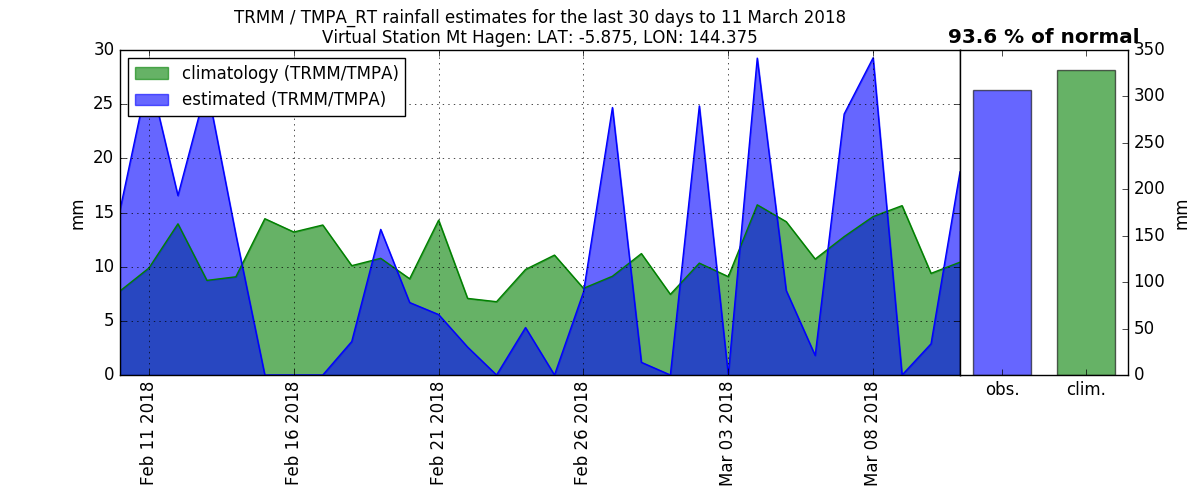 TRMM / TMPA_RT rainfall estimates for the last 30 days to 11 March 2018
Virtual Station Mt Hagen: LAT: -5.875, LON: 144.375
93.6 % of normal
climatology (TRMM/TMPA)
estimated (TRMM/TMPA)
30
25
20
15
10
5
0
mm
Feb 11 2018
Feb 16 2018
Feb 21 2018
Feb 26 2018
Mar 03 2018
Mar 08 2018
obs.
clim.
350
300
250
200
150
100
50
0
mm